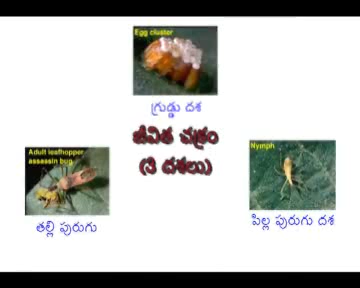 Egg cluster
గ్రుడ్డు దశ
జీవిత చక్రం
(3 దశలు)
Adult leafhopper
assassin bug
తల్లి పురుగు
Nymph
పిల్ల పురుగు దశ